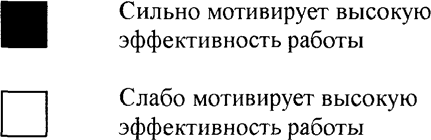 Сильно мотивирует высокую
эффективность работы
Слабо мотивирует высокую
эффективность работы